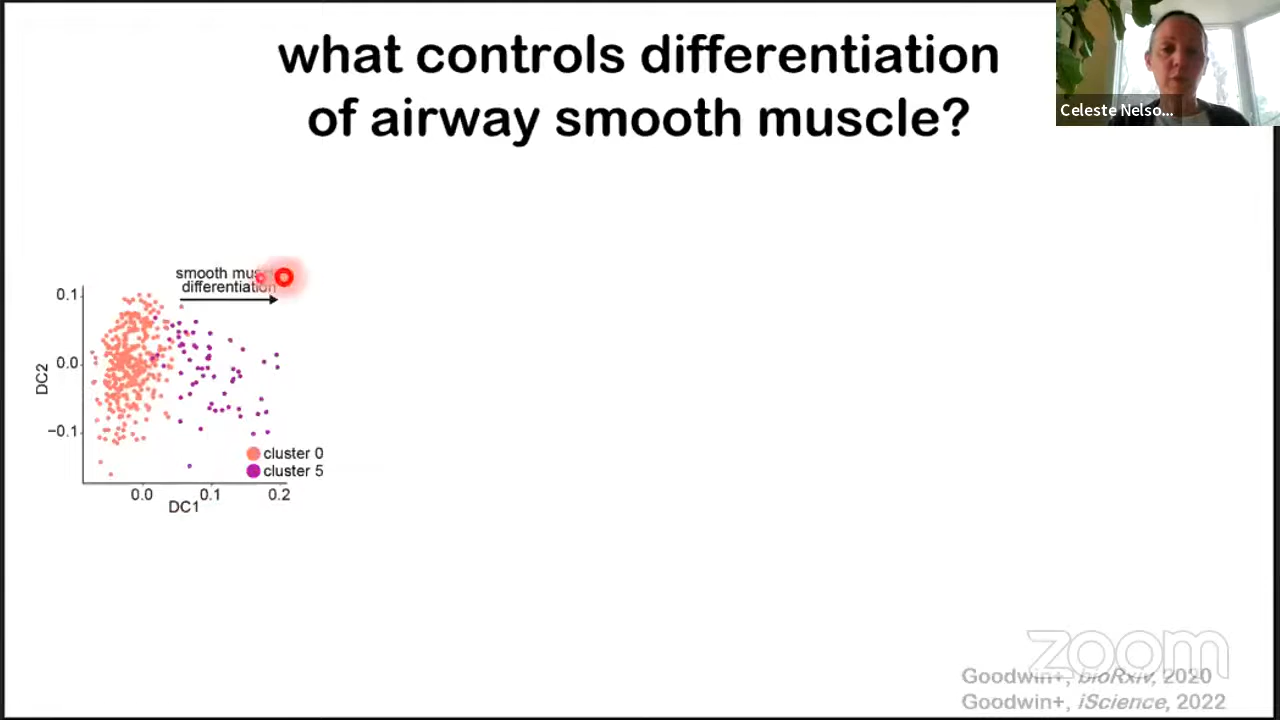 what controls differentiation
of airway smooth muscle?
Celeste Nelso...
smooth
differentiation
0.1
0.0
−0.1
DC2
cluster 0
cluster 5
0.0 0.1 0.2
DC1
zoom
Goodwin+, bioRxiv, 2020
Goodwin+, iScience, 2022